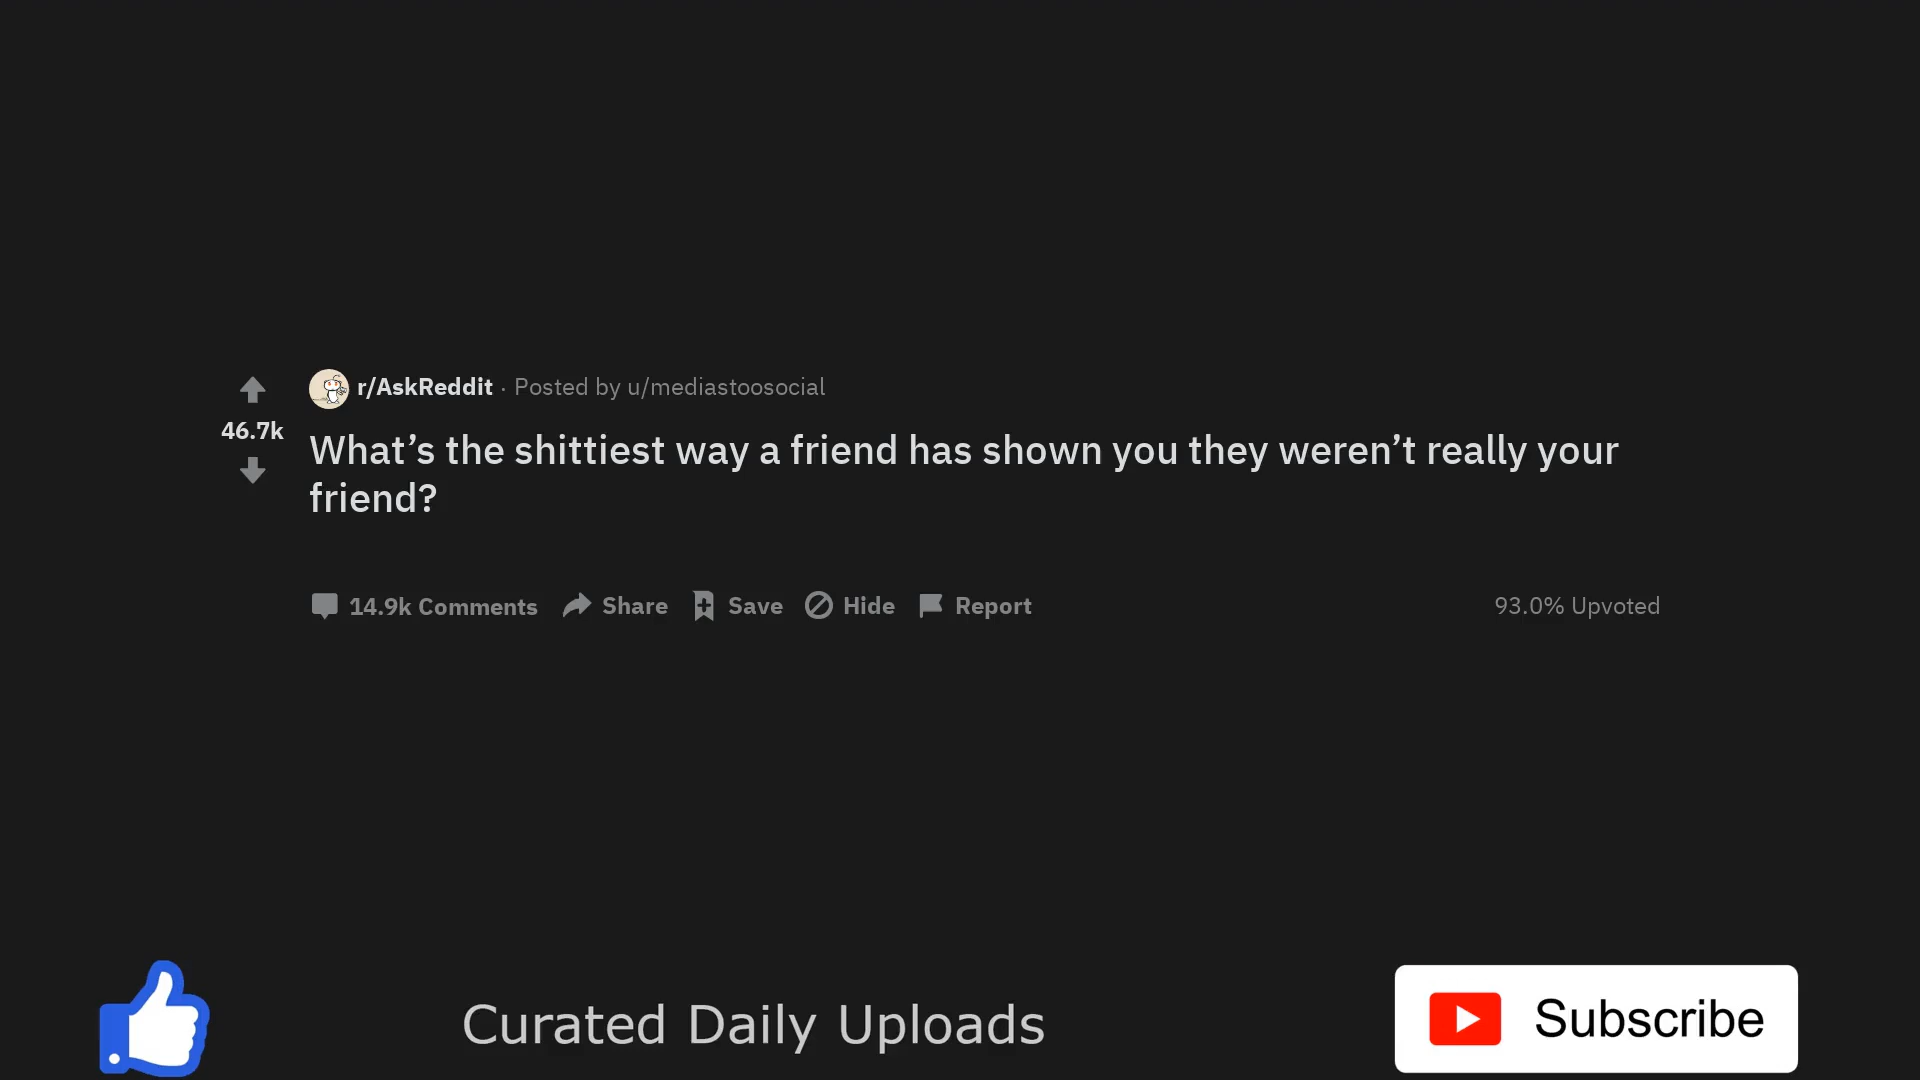 r/AskReddit · Posted by u/mediastoosocial
46.7k
What’s the shittiest way a friend has shown you they weren’t really your
friend?
14.9k Comments Share Save Hide Report 93.0% Upvoted
Curated Daily Uploads
Subscribe